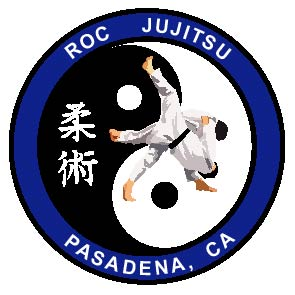 ROC JUJITSU
柔術
PASADENA, CA